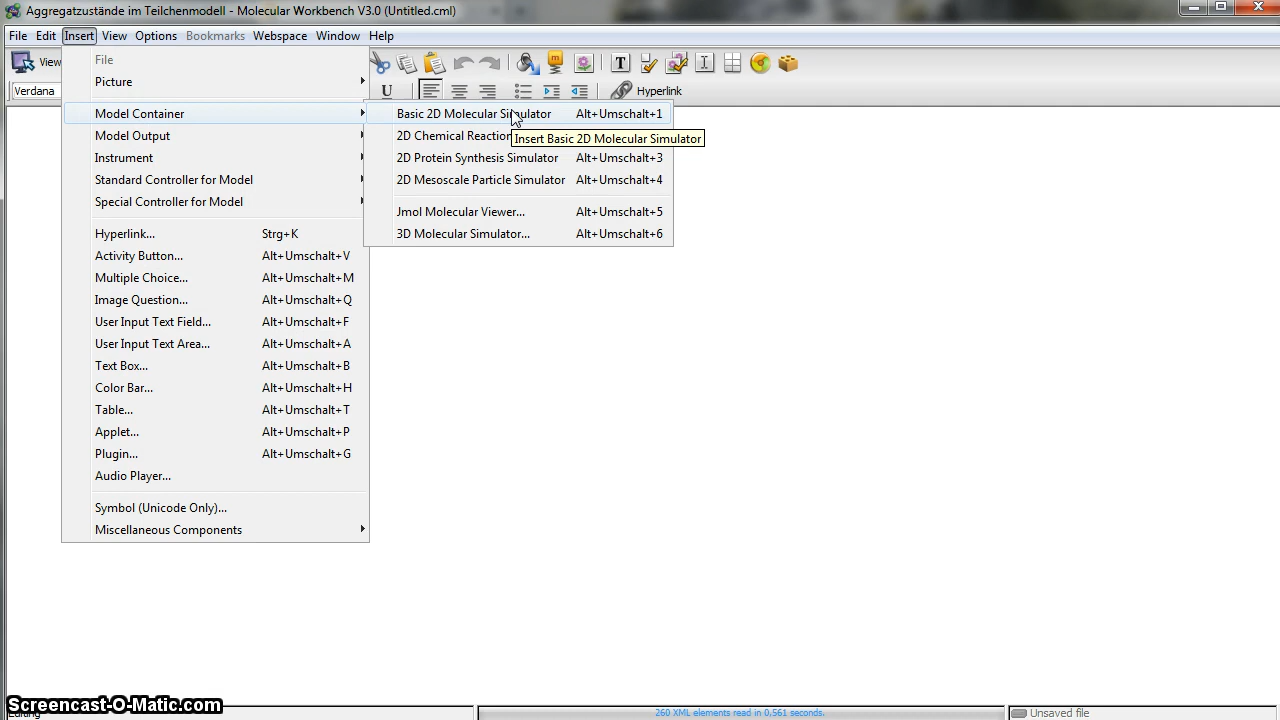 Aggregatzustände im Teilchenmodell - Molecular Workbench V3.0 (Untitled.cml)
File Edit Insert View Options Bookmarks Webspace Window Help
View
Verdana
U
Hyperlink
File
Picture
Model Container
Model Output
Instrument
Standard Controller for Model
Special Controller for Model
Hyperlink... Strg+K
Activity Button... Alt+Umschalt+V
Multiple Choice... Alt+Umschalt+M
Image Question... Alt+Umschalt+Q
User Input Text Field... Alt+Umschalt+F
User Input Text Area... Alt+Umschalt+A
Text Box... Alt+Umschalt+B
Color Bar... Alt+Umschalt+H
Table... Alt+Umschalt+T
Applet... Alt+Umschalt+P
Plugin... Alt+Umschalt+G
Audio Player...
Symbol (Unicode Only)...
Miscellaneous Components
Basic 2D Molecular Simulator Alt+Umschalt+1
2D Chemical Reaction
Insert Basic 2D Molecular Simulator
2D Protein Synthesis Simulator Alt+Umschalt+3
2D Mesoscale Particle Simulator Alt+Umschalt+4
Jmol Molecular Viewer... Alt+Umschalt+5
3D Molecular Simulator... Alt+Umschalt+6
Screencast-O-Matic.com
260 XML elements read in 0,561 seconds.
Unsaved file